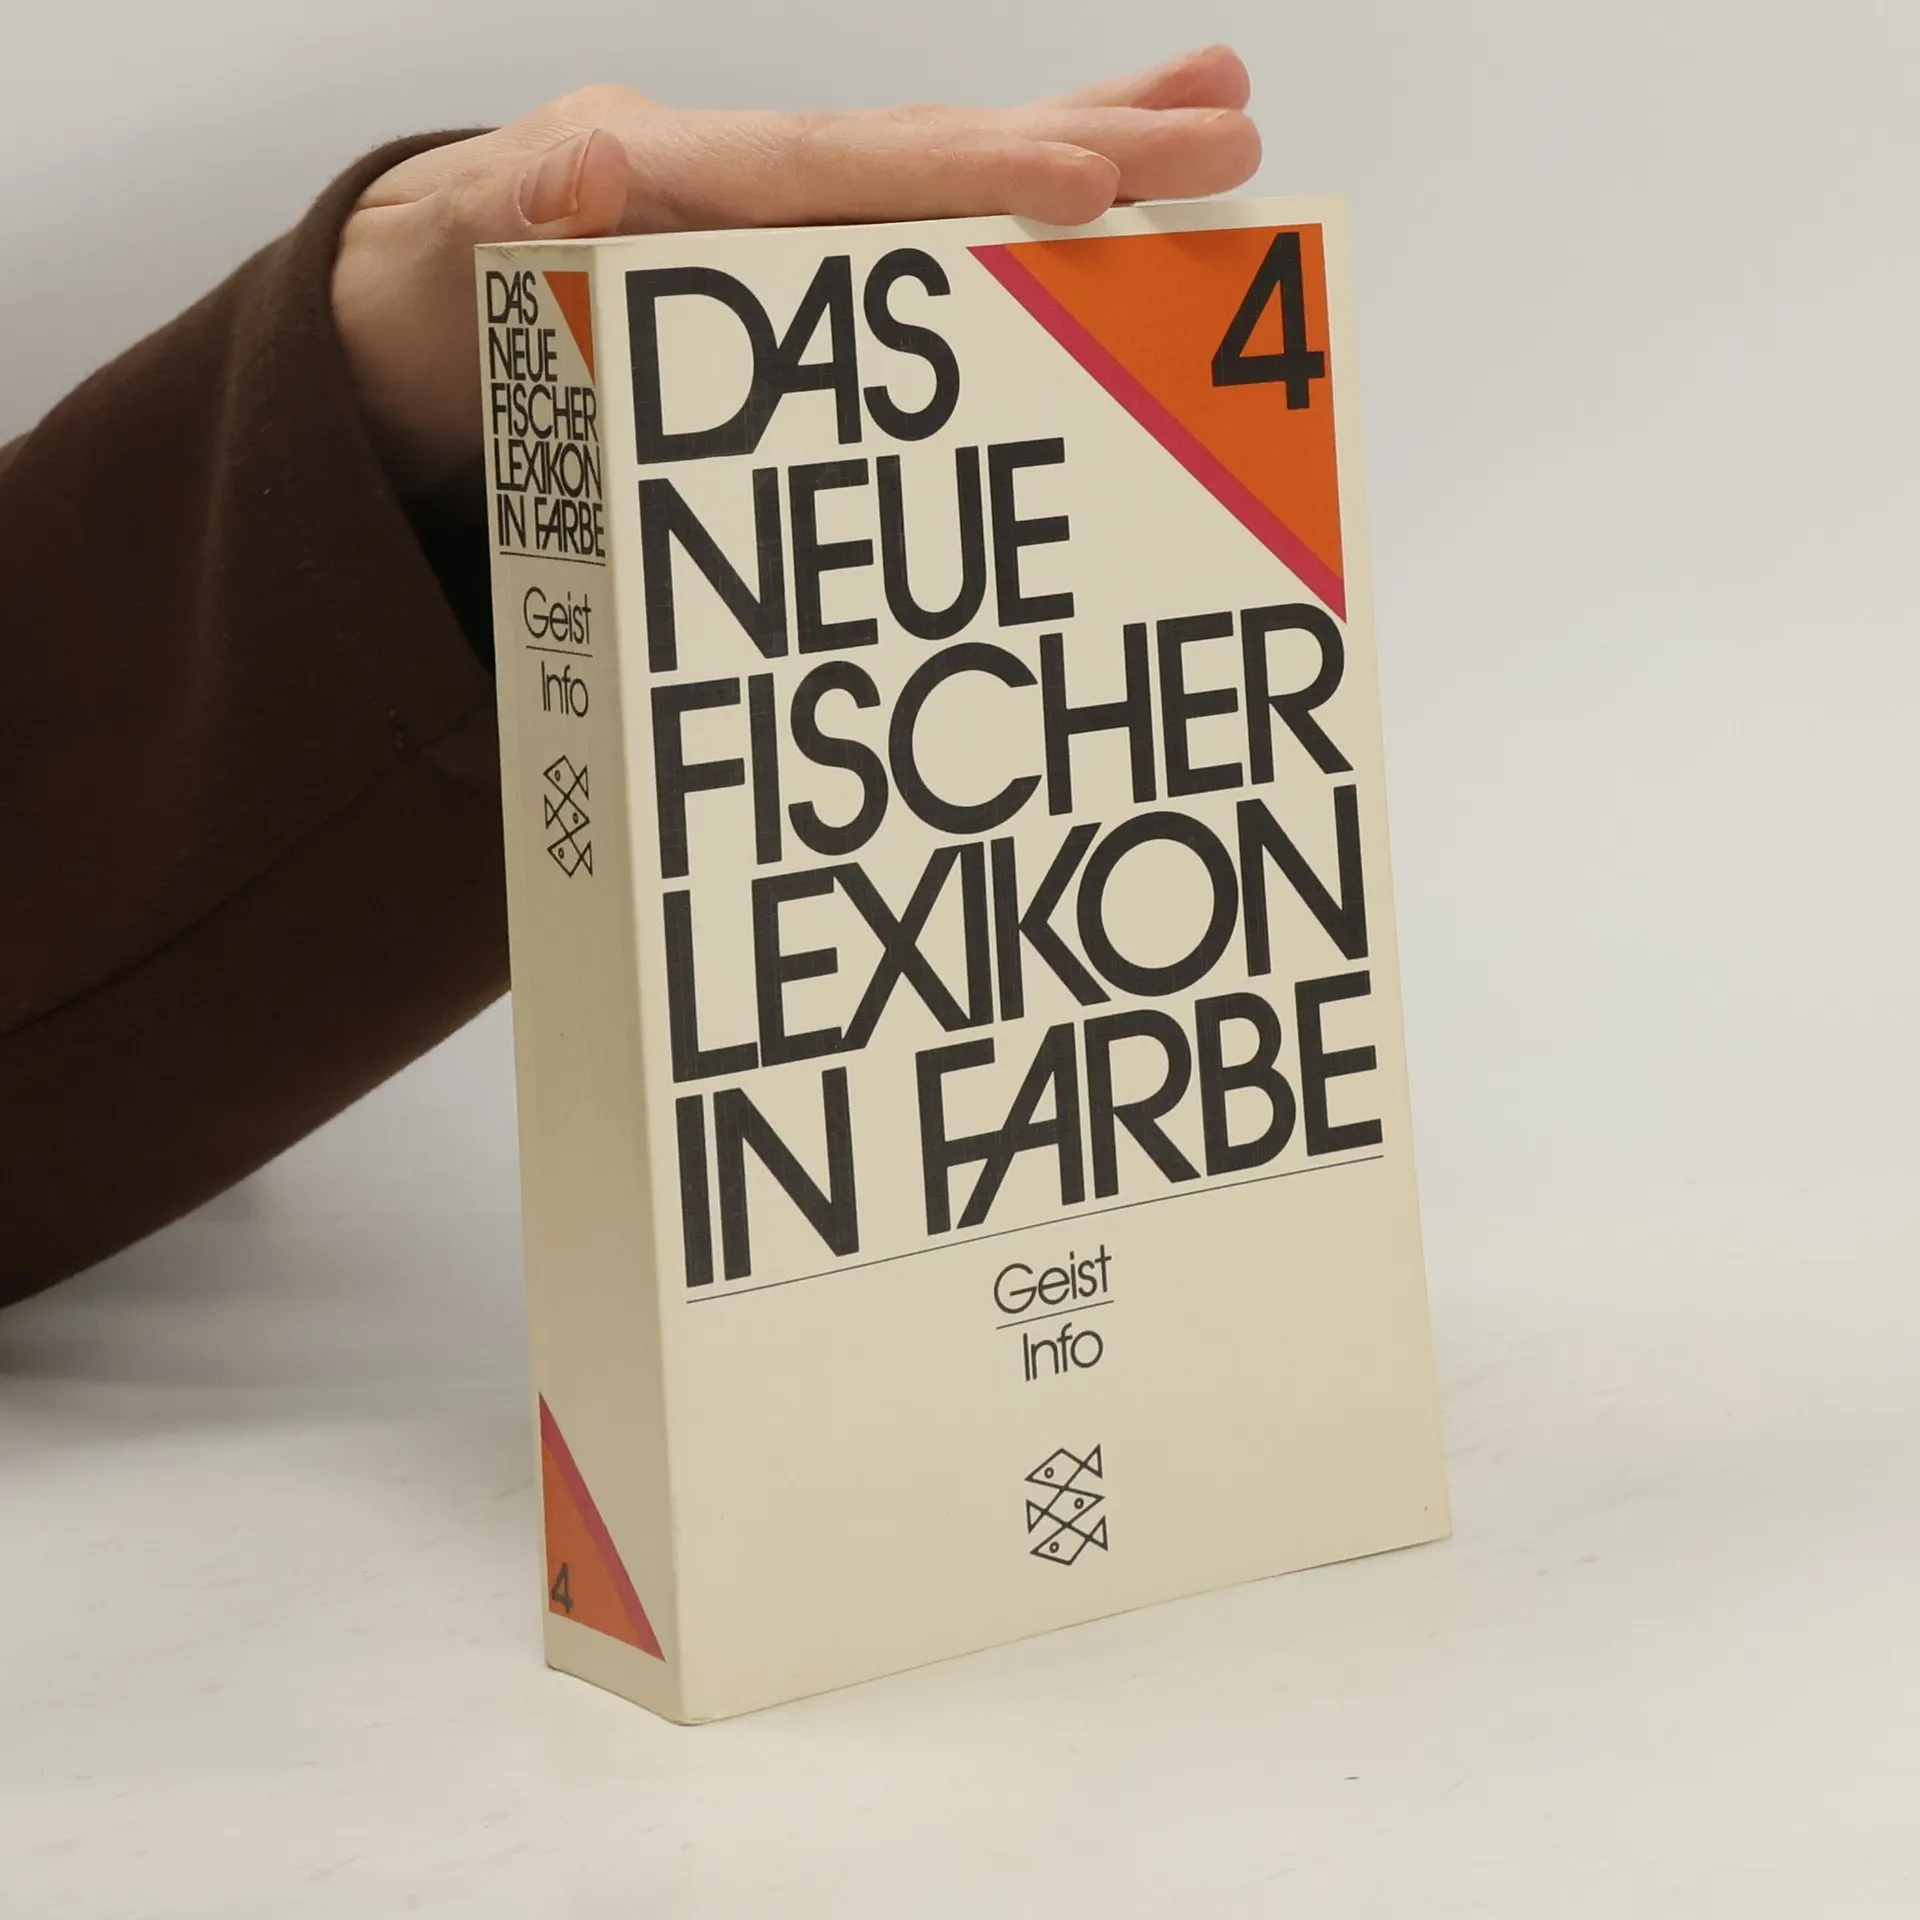 DAS
NEUE
FISCHER
LEXIKON
IN FARBE
Geist
Info
4
DAS
4
NEUE
FISCHER
LEXIKON
IN FARBE
Geist
Info